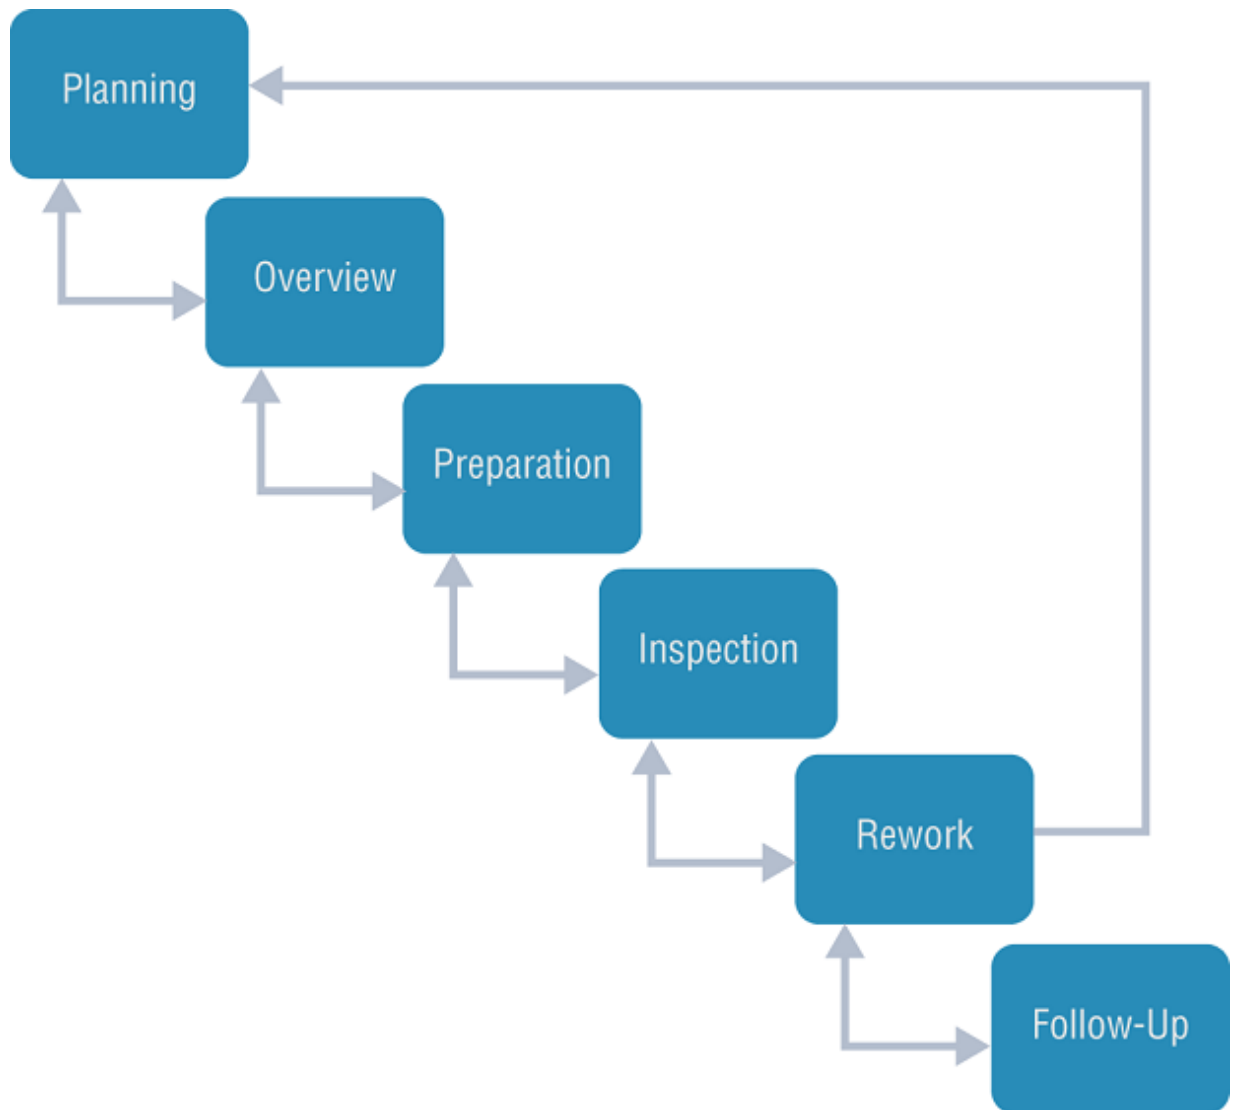 Planning
Overview
Preparation
Inspection
Rework
Follow-Up